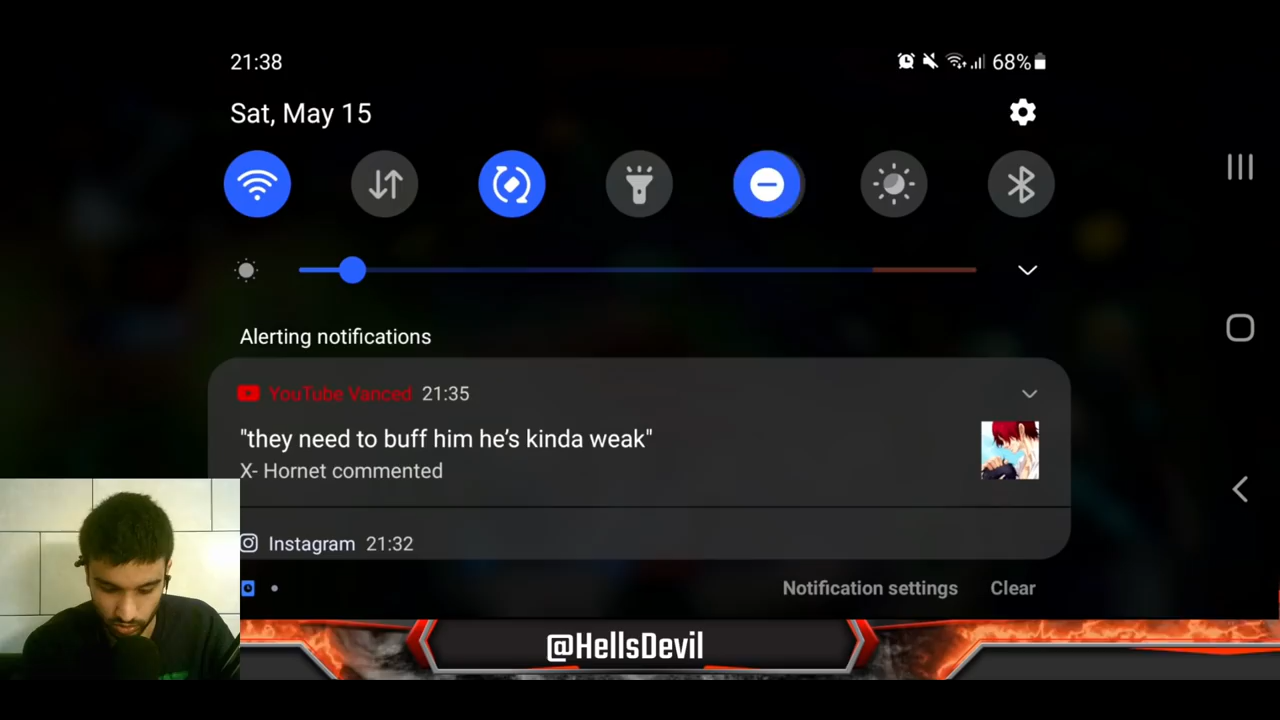 21:38
68%
Sat, May 15
Alerting notifications
YouTube Vanced 21:35
"they need to buff him he's kinda weak"
X- Hornet commented
Instagram 21:32
Notification settings Clear
@HellsDevil